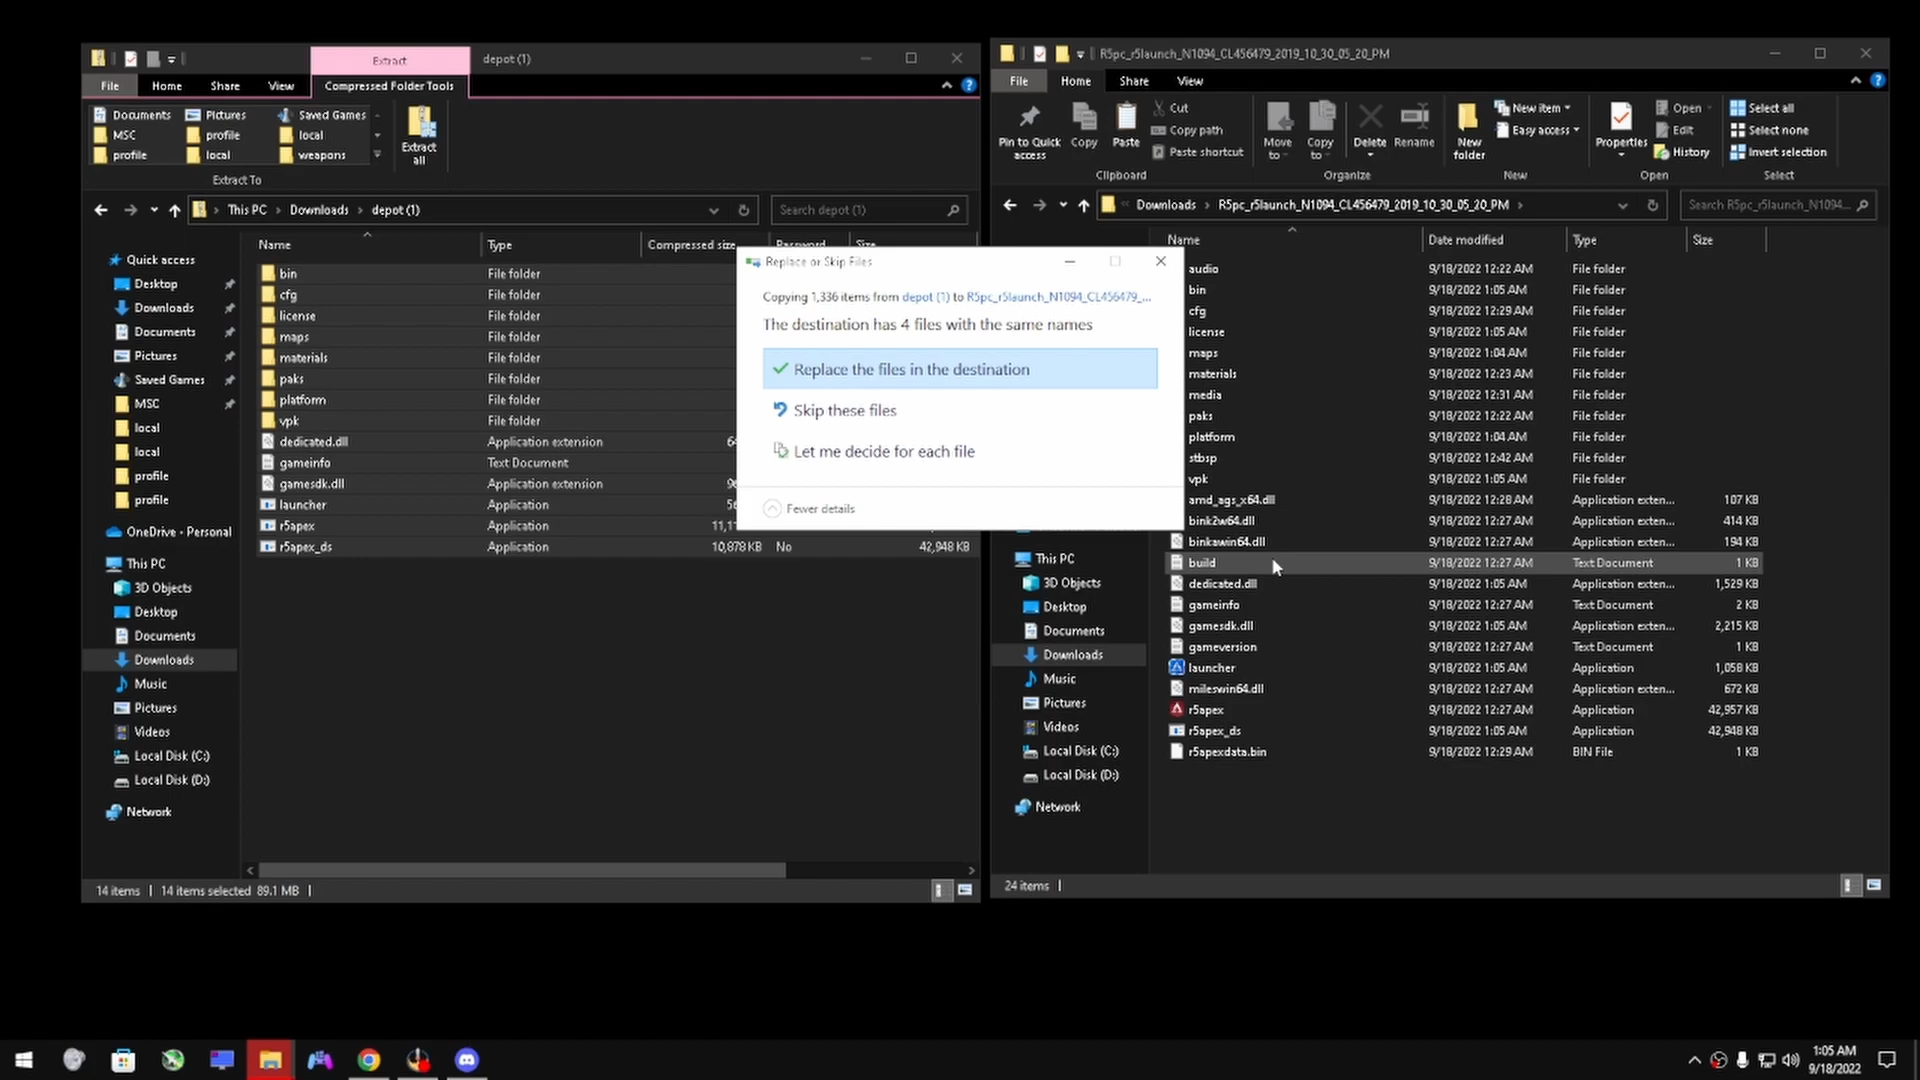 Extract
depot (1)
File
Home
Share
View
Compressed Folder Tools
Documents
Pictures
Saved Games
MSC
profile
local
profile
local
weapons
Extract all
Extract To
This PC
Downloads
depot (1)
Search depot (1)
Name
Type
Compressed size
Password
Size
Quick access
Desktop
Downloads
Documents
Pictures
Saved Games
MSC
local
local
profile
profile
OneDrive - Personal
This PC
3D Objects
Desktop
Documents
Downloads
Music
Pictures
Videos
Local Disk (C:)
Local Disk (D:)
Network
bin File folder
cfg File folder
license File folder
maps File folder
materials File folder
paks File folder
platform File folder
vpk File folder
dedicated.dll Application extension
gameinfo Text Document
gamesdk.dll Application extension
launcher Application
r5apex Application
r5apex_ds Application 10,878 KB No 42,948 KB
14 items
14 items selected 89.1 MB
R5pc_r5launch_N1094_CL456479_2019_10_30_05_20_PM
File
Home
Share
View
Pin to Quick access
Copy
Paste
Cut
Copy path
Paste shortcut
Clipboard
Move to
Copy to
Delete
Rename
Organize
New folder
New item
Easy access
New
Properties
Open
Edit
History
Open
Select all
Select none
Invert selection
Select
Downloads
R5pc_r5launch_N1094_CL456479_2019_10_30_05_20_PM
Search R5pc_r5launch_N1094...
Name
Date modified
Type
Size
audio 9/18/2022 12:22 AM File folder
bin 9/18/2022 1:05 AM File folder
cfg 9/18/2022 12:29 AM File folder
license 9/18/2022 1:05 AM File folder
maps 9/18/2022 1:04 AM File folder
materials 9/18/2022 12:23 AM File folder
media 9/18/2022 12:31 AM File folder
paks 9/18/2022 12:22 AM File folder
platform 9/18/2022 1:04 AM File folder
stbsp 9/18/2022 12:42 AM File folder
vpk 9/18/2022 1:05 AM File folder
amd_ags_x64.dll 9/18/2022 12:28 AM Application exten... 107 KB
bink2w64.dll 9/18/2022 12:27 AM Application exten... 414 KB
binkawin64.dll 9/18/2022 12:27 AM Application exten... 194 KB
build 9/18/2022 12:27 AM Text Document 1 KB
dedicated.dll 9/18/2022 1:05 AM Application exten... 1,529 KB
gameinfo 9/18/2022 12:27 AM Text Document 2 KB
gamesdk.dll 9/18/2022 1:05 AM Application exten... 2,215 KB
gameversion 9/18/2022 12:27 AM Text Document 1 KB
launcher 9/18/2022 1:05 AM Application 1,058 KB
mileswin64.dll 9/18/2022 12:27 AM Application exten... 672 KB
r5apex 9/18/2022 12:27 AM Application 42,957 KB
r5apex_ds 9/18/2022 1:05 AM Application 42,948 KB
r5apexdata.bin 9/18/2022 12:29 AM BIN File 1 KB
This PC
3D Objects
Desktop
Documents
Downloads
Music
Pictures
Videos
Local Disk (C:)
Local Disk (D:)
Network
24 items
Replace or Skip Files
Copying 1,336 items from depot (1) to R5pc_r5launch_N1094_CL456479_...
The destination has 4 files with the same names
Replace the files in the destination
Skip these files
Let me decide for each file
Fewer details
1:05 AM
9/18/2022